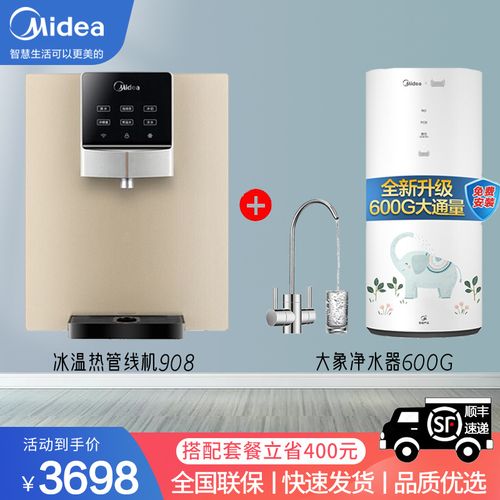 Midea
智慧生活可以更美的
Midea
Midea
全新升级
600G大通量
免费
安装
+
冰温热管线机908
大象净水器600G
SF
顺丰
速递
活动到手价
¥3698
搭配套餐立省400元
全国联保|快速发货|品质优选